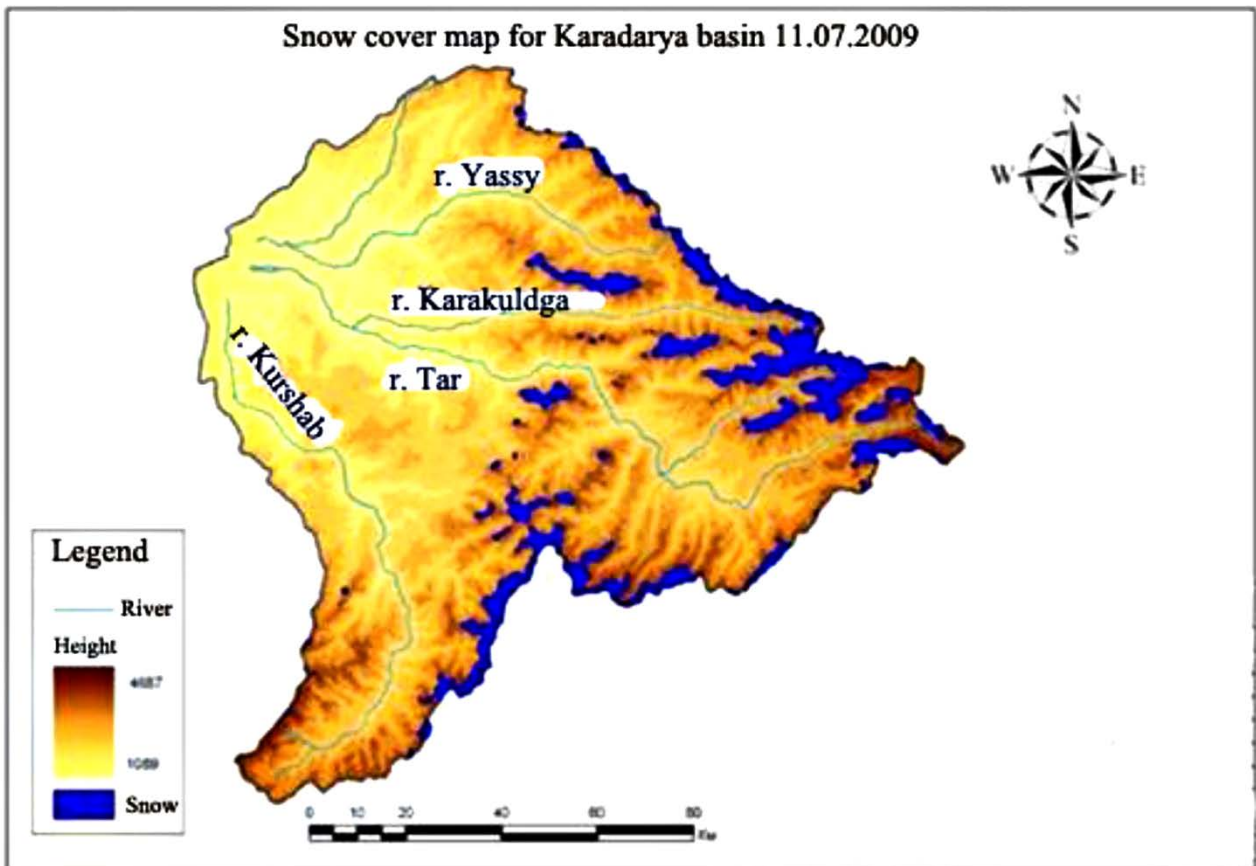 Snow cover map for Karadarya basin 11.07.2009
N
W
E
S
r. Yassy
r. Karakuldga
r. Kurshab
r. Tar
Legend
River
Height
Snow
0 10 20 40 60 80